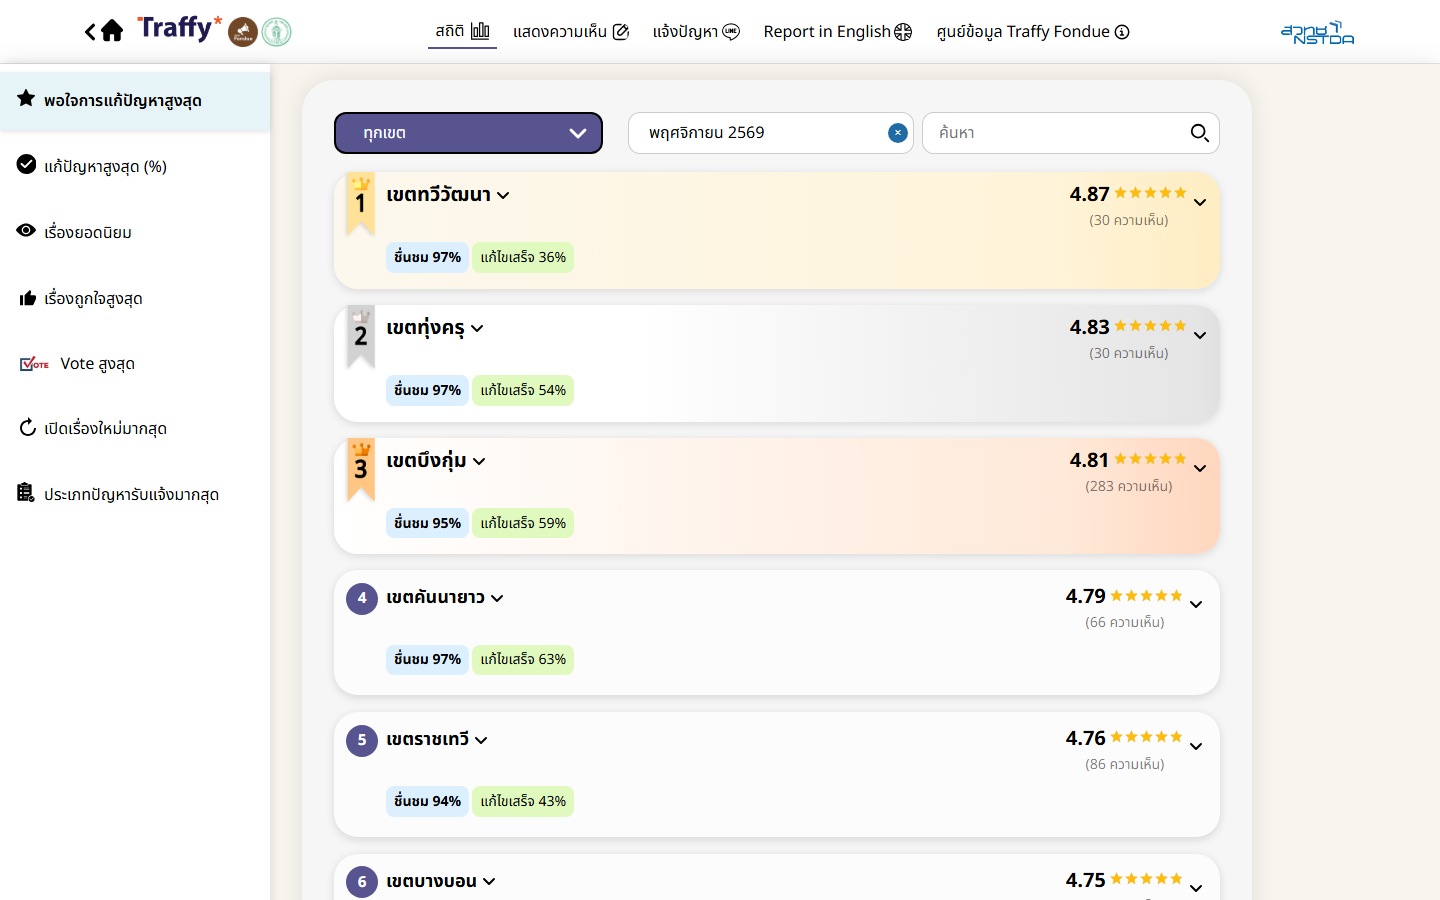 Traffy*
สถิติ
แสดงความเห็น
แจ้งปัญหา
Report in English
ศูนย์ข้อมูล Traffy Fondue
สวทช
NSTDA
พอใจการแก้ปัญหาสูงสุด
แก้ปัญหาสูงสุด (%)
เรื่องยอดนิยม
เรื่องถูกใจสูงสุด
VOTE Vote สูงสุด
เปิดเรื่องใหม่มากสุด
ประเภทปัญหารับแจ้งมากสุด
ทุกเขต
พฤศจิกายน 2569
ค้นหา
1 เขตทวีวัฒนา 4.87
(30 ความเห็น)
ชื่นชม 97% แก้ไขเสร็จ 36%
2 เขตทุ่งครุ 4.83
(30 ความเห็น)
ชื่นชม 97% แก้ไขเสร็จ 54%
3 เขตบึงกุ่ม 4.81
(283 ความเห็น)
ชื่นชม 95% แก้ไขเสร็จ 59%
4 เขตคันนายาว 4.79
(66 ความเห็น)
ชื่นชม 97% แก้ไขเสร็จ 63%
5 เขตราชเทวี 4.76
(86 ความเห็น)
ชื่นชม 94% แก้ไขเสร็จ 43%
6 เขตบางบอน 4.75